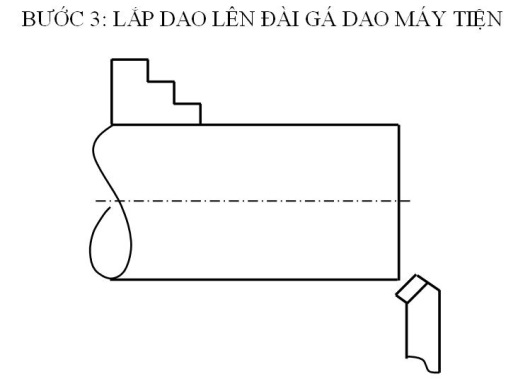 BƯỚC 3: LẮP DAO LÊN ĐÀI GÁ DAO MÁY TIỆN